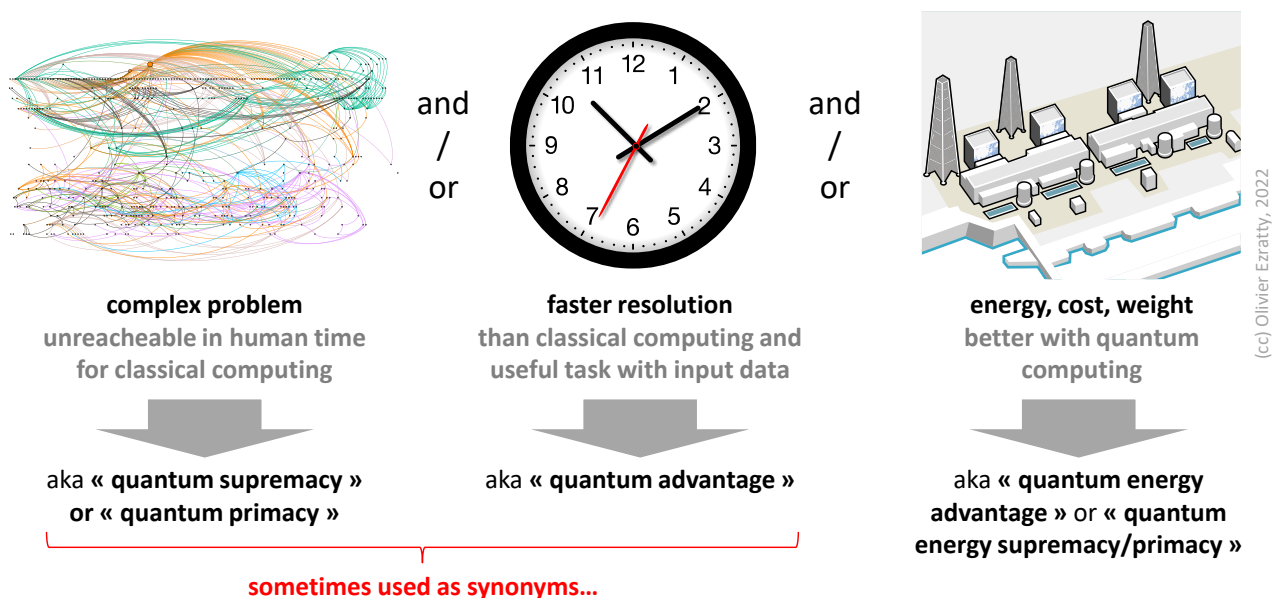 and
/
or
12
1
2
3
4
5
6
7
8
9
10
11
and
/
or
(cc) Olivier Ezratty, 2022
complex problem
unreacheable in human time
for classical computing
faster resolution
than classical computing and
useful task with input data
energy, cost, weight
better with quantum
computing
aka « quantum supremacy »
or « quantum primacy »
aka « quantum advantage »
aka « quantum energy
advantage » or « quantum
energy supremacy/primacy »
sometimes used as synonyms…